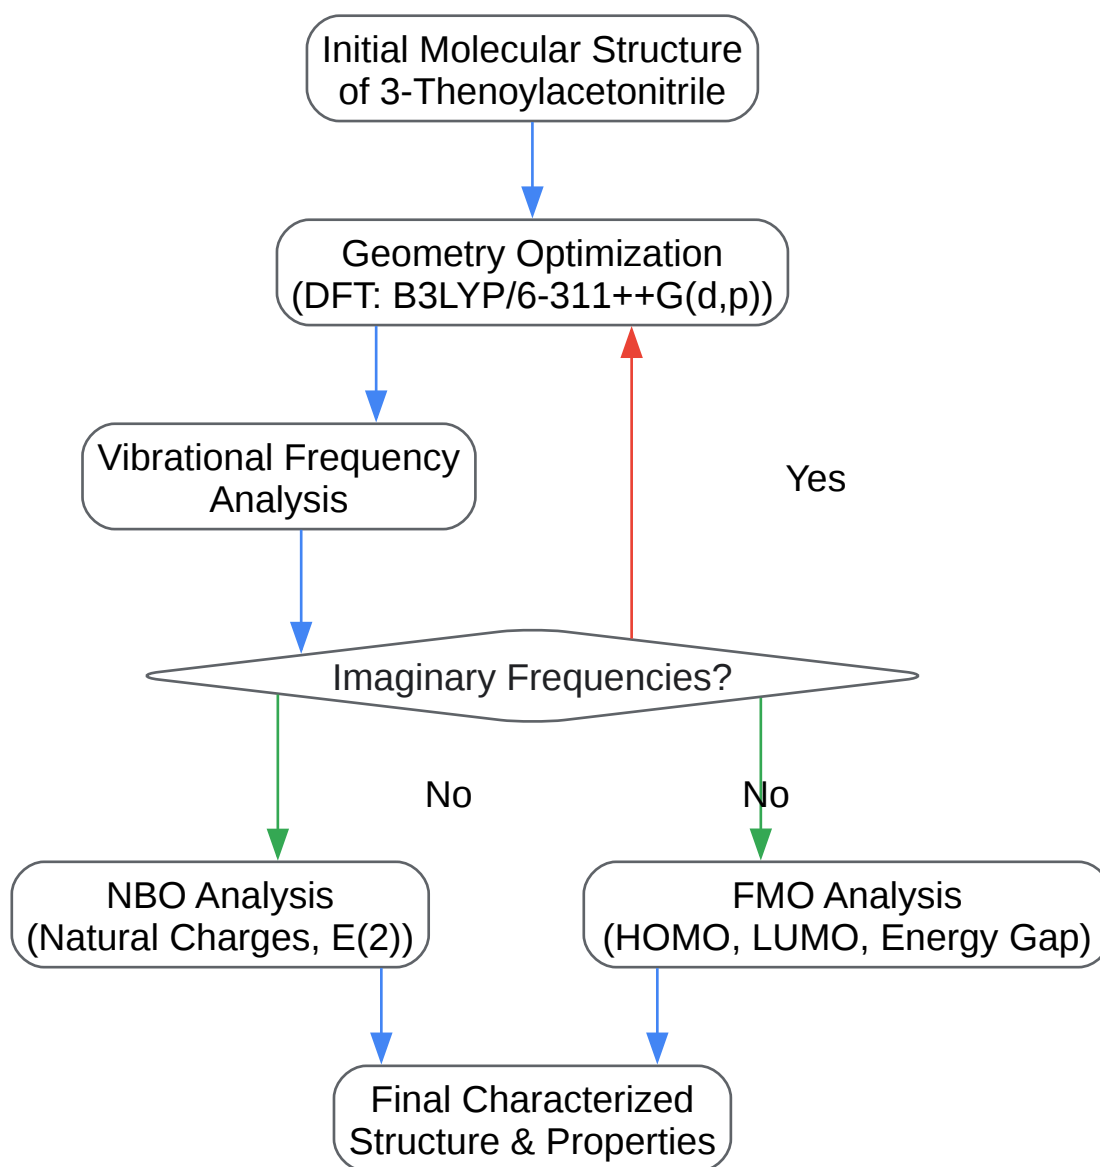 Initial Molecular Structure
of 3-Thenoylacetonitrile
Geometry Optimization
(DFT: B3LYP/6-311++G(d,p))
Vibrational Frequency
Analysis
Yes
Imaginary Frequencies?
No
No
NBO Analysis
(Natural Charges, E(2))
FMO Analysis
(HOMO, LUMO, Energy Gap)
Final Characterized
Structure & Properties